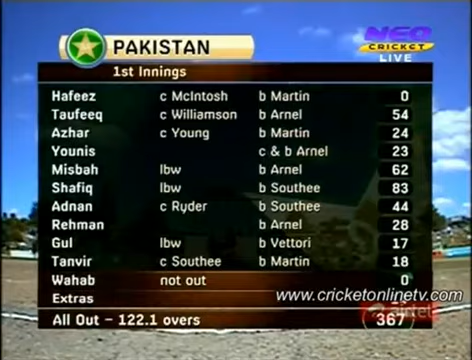 PAKISTAN
NEO
CRICKET
LIVE
1st Innings
Hafeez c McIntosh b Martin 0
Taufeeq c Williamson b Arnel 54
Azhar c Young b Martin 24
Younis c & b Arnel 23
Misbah lbw b Arnel 62
Shafiq lbw b Southee 83
Adnan c Ryder b Southee 44
Rehman b Arnel 28
Gul lbw b Vettori 17
Tanvir c Southee b Martin 18
Wahab not out 0
Extras
www.cricketonlinetv.com
All Out - 122.1 overs 367